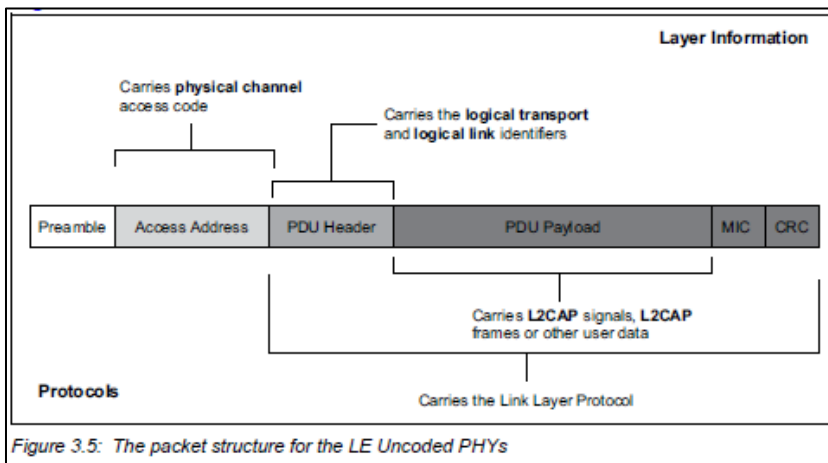 Layer Information
Carries physical channel
access code
Carries the logical transport
and logical link identifiers
Preamble Access Address PDU Header PDU Payload MIC CRC
Carries L2CAP signals, L2CAP
frames or other user data
Protocols
Carries the Link Layer Protocol
Figure 3.5: The packet structure for the LE Uncoded PHYs